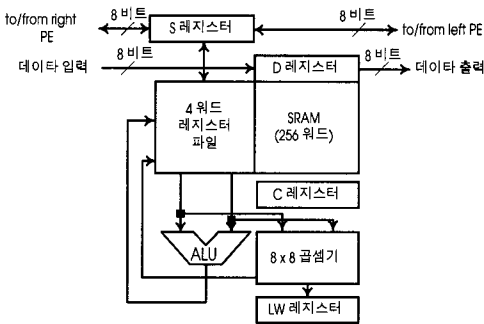 to/from right
PE
8 비트
S 레지스터
8 비트
to/from left PE
데이타 입력
8 비트
D 레지스터
8 비트
데이타 출력
4 워드
레지스터
파일
SRAM
(256 워드)
C 레지스터
ALU
8 x 8 곱셈기
LW 레지스터